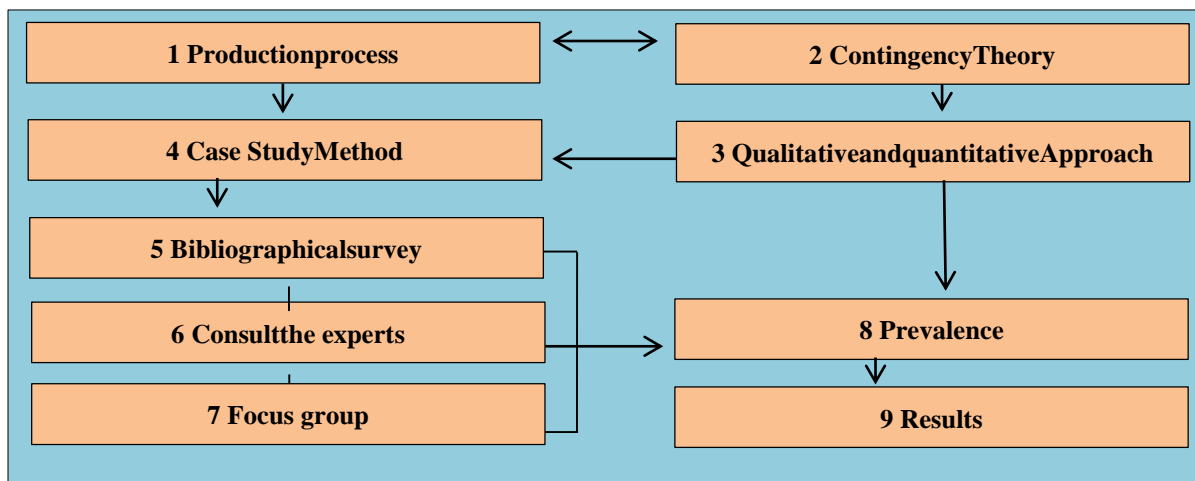 1 Productionprocess
2 ContingencyTheory
4 Case StudyMethod
3 QualitativeandquantitativeApproach
5 Bibliographicalsurvey
6 Consultthe experts
8 Prevalence
7 Focus group
9 Results